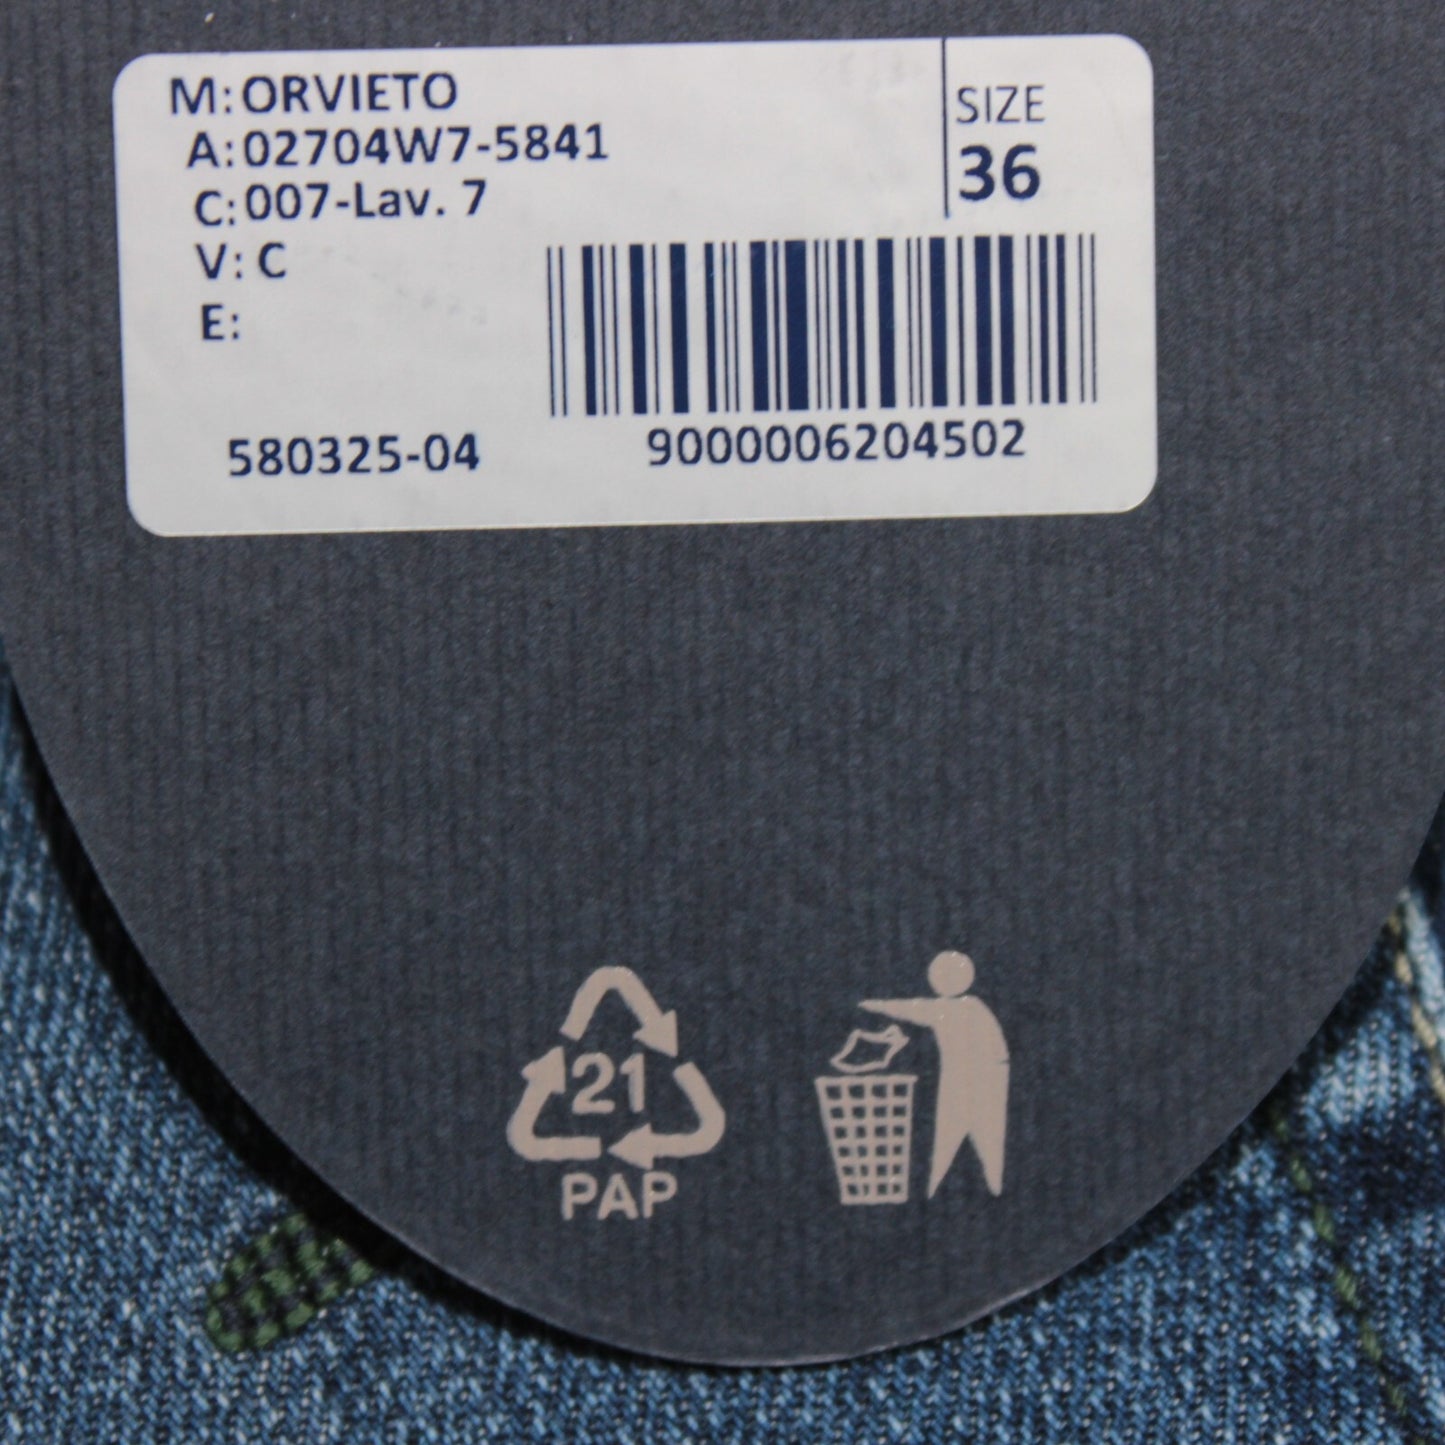 M: ORVIETO
A: 02704W7-5841
C: 007-Lav. 7
V: C
E:
SIZE
36
580325-04
9000006204502
21
PAP